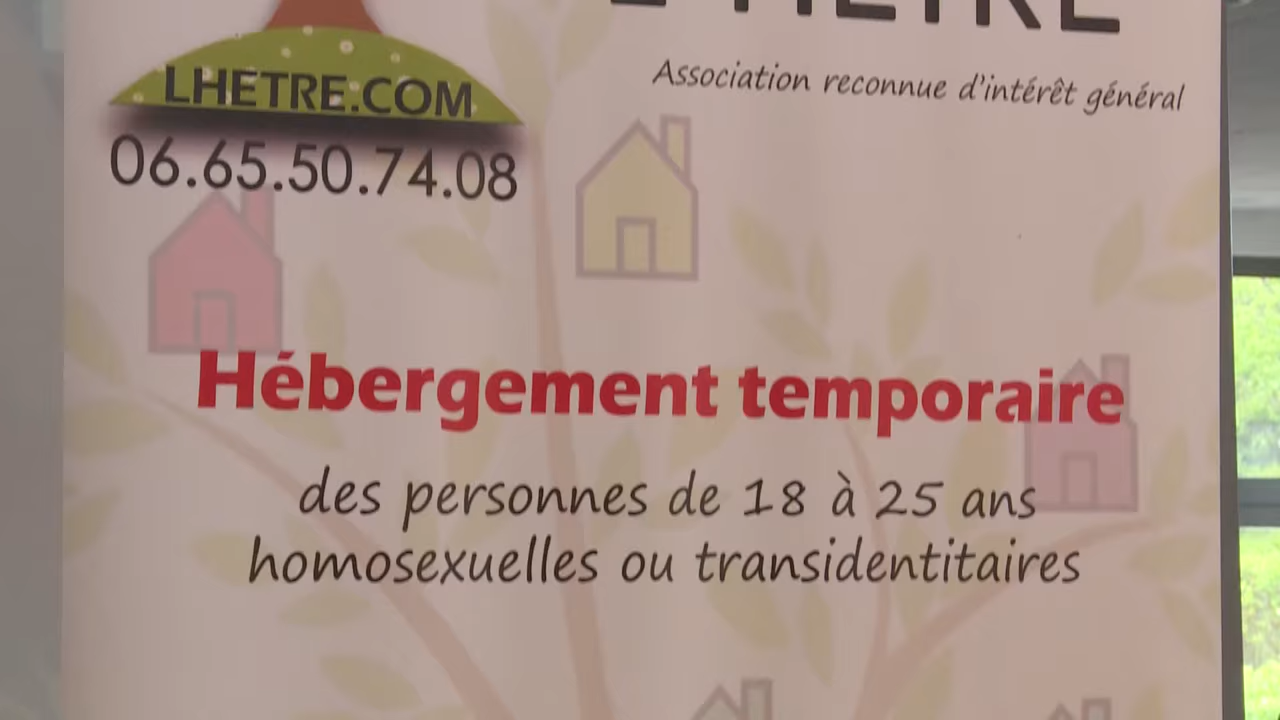 L'HETRE
Association reconnue d'intérêt général
LHETRE.COM
06.65.50.74.08
Hébergement temporaire
des personnes de 18 à 25 ans
homosexuelles ou transidentitaires